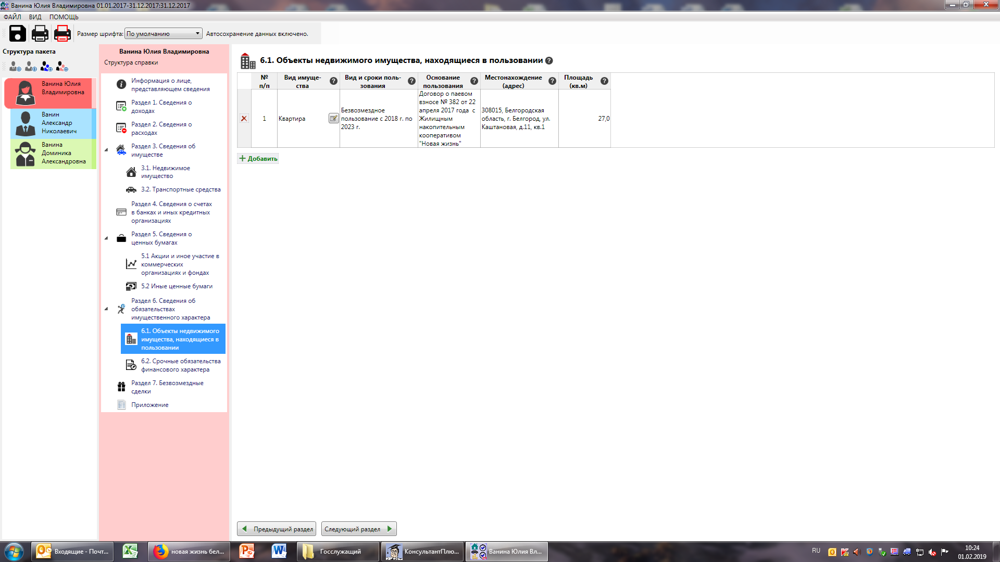 Ванина Юлия Владимировна 01.01.2017-31.12.2017:31.12.2017
ФАЙЛ ВИД ПОМОЩЬ
Размер шрифта: По умолчанию Автосохранение данных включено.
Структура пакета
Ванина Юлия
Владимировна
Ванин
Александр
Николаевич
Ванина
Доминика
Александровна
Ванина Юлия Владимировна
Структура справки
Информация о лице,
представляющем сведения
Раздел 1. Сведения о
доходах
Раздел 2. Сведения о
расходах
Раздел 3. Сведения об
имуществе
3.1. Недвижимое
имущество
3.2. Транспортные средства
Раздел 4. Сведения о счетах
в банках и иных кредитных
организациях
Раздел 5. Сведения о
ценных бумагах
5.1 Акции и иное участие в
коммерческих
организациях и фондах
5.2 Иные ценные бумаги
Раздел 6. Сведения об
обязательствах
имущественного характера
6.1. Объекты недвижимого
имущества, находящиеся в
пользовании
6.2. Срочные обязательства
финансового характера
Раздел 7. Безвозмездные
сделки
Приложение
6.1. Объекты недвижимого имущества, находящиеся в пользовании ?
№
п/п
Вид имуще-
ства ?
Вид и сроки поль-
зования ?
Основание
пользования ?
Местонахождение
(адрес) ?
Площадь
(кв.м) ?
1
Квартира
Безвозмездное
пользование с 2018 г. по
2023 г.
Договор о паевом
взносе № 382 от 22
апреля 2017 года с
Жилищным
накопительным
кооперативом
"Новая жизнь"
308015, Белгородская
область, г. Белгород, ул.
Каштановая, д.11, кв.1
27,0
+ Добавить
Предыдущий раздел
Следующий раздел
Входящие - Почт...
новая жизнь бел...
Госслужащий
КонсультантПлю...
Ванина Юлия Вл...
RU
10:24
01.02.2019